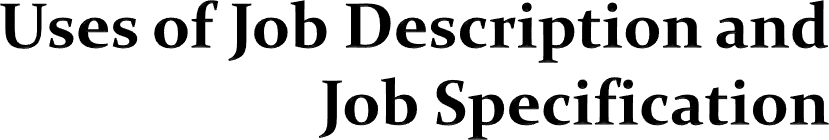 Uses of Job Description and
Job Specification